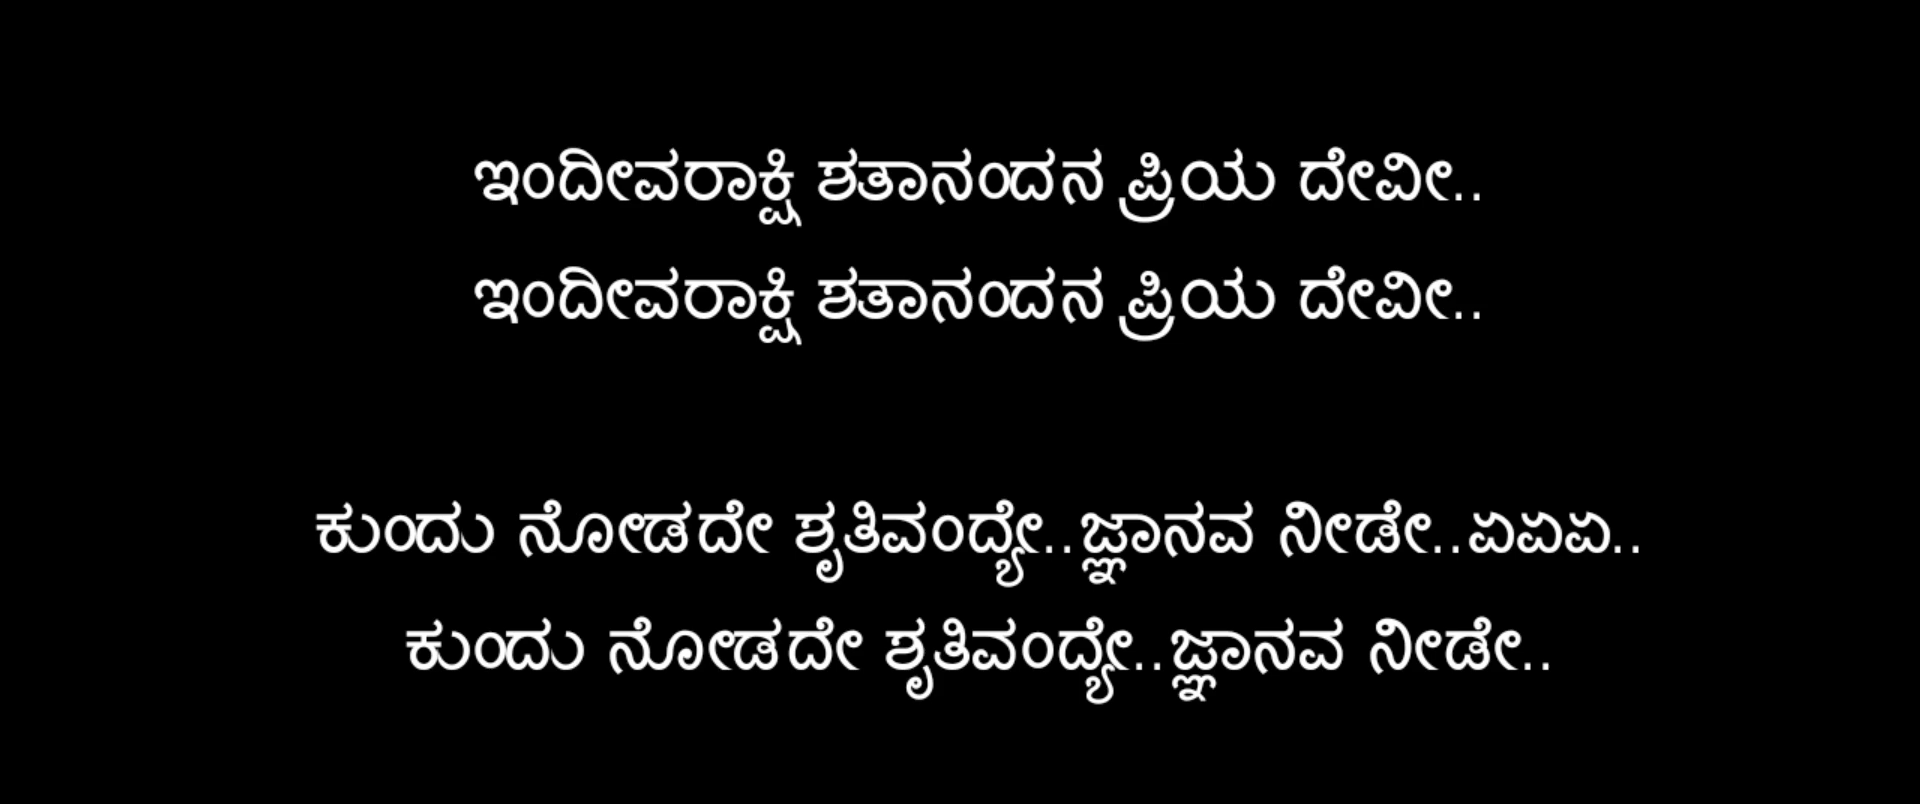 ಇಂದೀವರಾಕ್ಷಿ ಶತಾನಂದನ ಪ್ರಿಯ ದೇವೀ..
ಇಂದೀವರಾಕ್ಷಿ ಶತಾನಂದನ ಪ್ರಿಯ ದೇವೀ..
ಕುಂದು ನೋಡದೇ ಶೃತಿವಂದ್ಯೇ..ಜ್ಞಾನವ ನೀಡೇ..ಏಏಏ..
ಕುಂದು ನೋಡದೇ ಶೃತಿವಂದ್ಯೇ..ಜ್ಞಾನವ ನೀಡೇ..